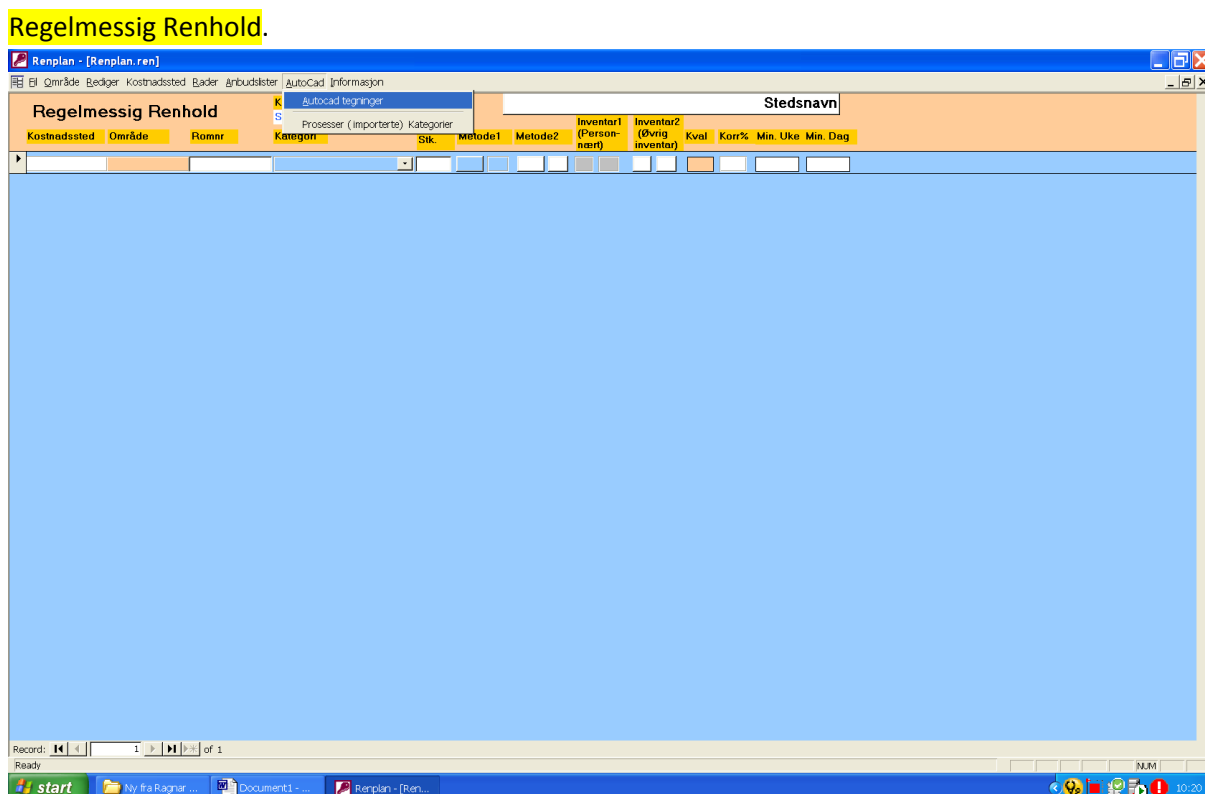 Regelmessig Renhold.
Renplan - [Renplan.ren]
Fil Område Rediger Kostnadssted Rader Anbudslister AutoCad Informasjon
Autocad tegninger
Prosesser (importerte) Kategorier
Regelmessig Renhold
K
S
Stedsnavn
Kostnadssted Område Romnr Kategori Stk. Metode1 Metode2 Inventar1 (Person-nært) Inventar2 (Øvrig inventar) Kval Korr% Min. Uke Min. Dag
Record: 1 of 1
Ready NUM
start Ny fra Ragnar ... Document1 - ... Renplan - [Ren... 10:20